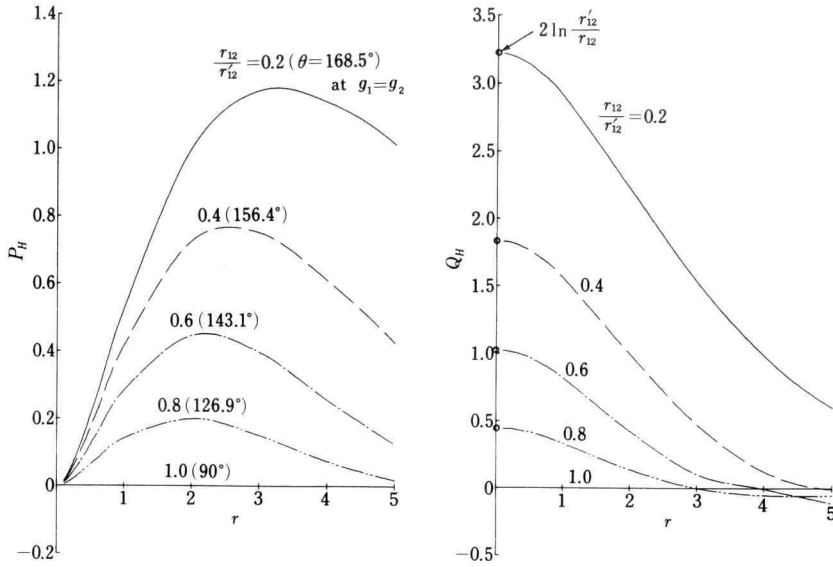 1.4
1.2
1.0
0.8
0.6
0.4
0.2
0
−0.2
P_H
r_12/r′_12 = 0.2 (θ=168.5°)
at g_1 = g_2
0.4 (156.4°)
0.6 (143.1°)
0.8 (126.9°)
1.0 (90°)
1 2 3 4 5
r
3.5
3.0
2.5
2.0
1.5
1.0
0.5
0
−0.5
Q_H
2 ln r′_12/r_12
r_12/r′_12 = 0.2
0.4
0.6
0.8
1.0
1 2 3 4 5
r